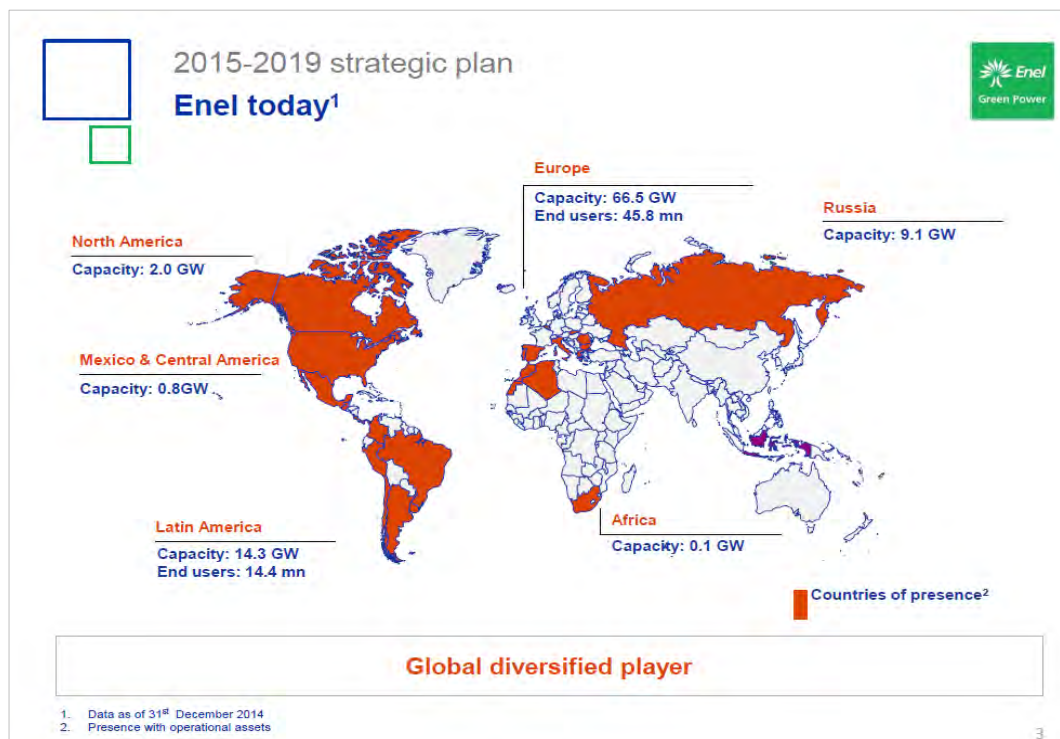 2015-2019 strategic plan
Enel today1
Enel
Green Power
Europe
Capacity: 66.5 GW
End users: 45.8 mn
Russia
Capacity: 9.1 GW
North America
Capacity: 2.0 GW
Mexico & Central America
Capacity: 0.8GW
Latin America
Capacity: 14.3 GW
End users: 14.4 mn
Africa
Capacity: 0.1 GW
Countries of presence2
Global diversified player
1. Data as of 31st December 2014
2. Presence with operational assets
3